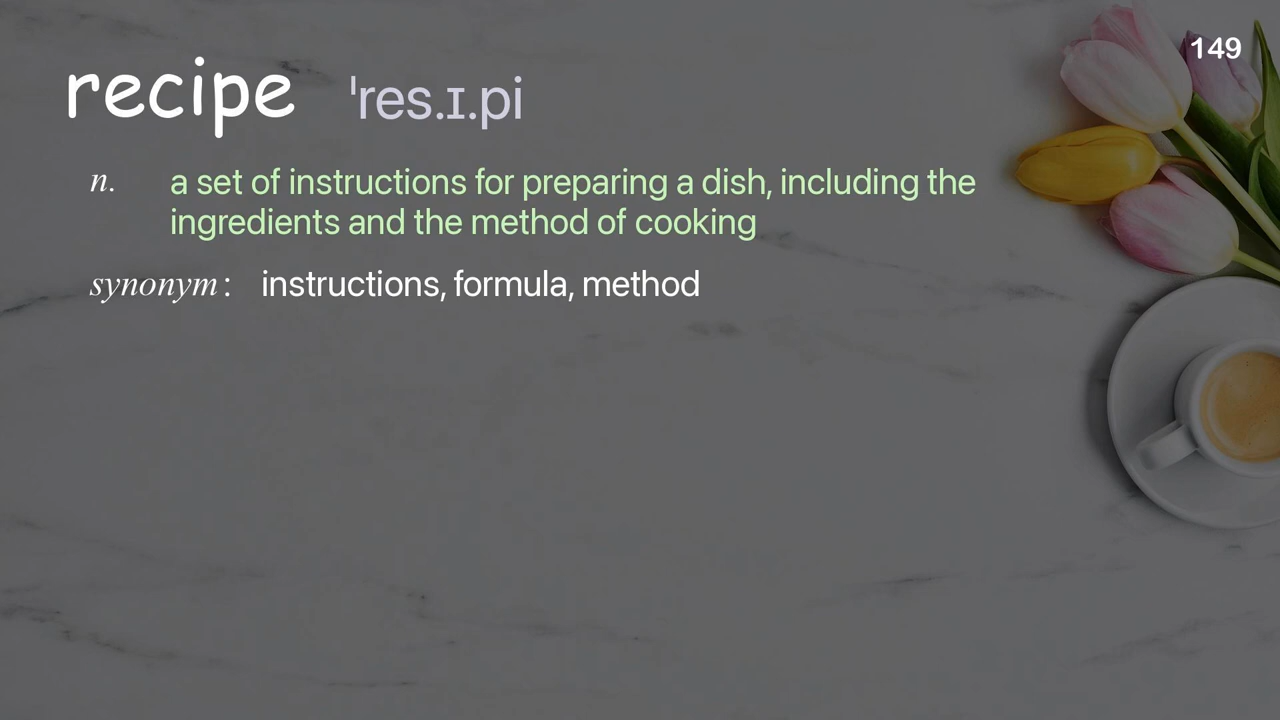 149
recipe ˈres.ɪ.pi
n. a set of instructions for preparing a dish, including the
ingredients and the method of cooking
synonym: instructions, formula, method